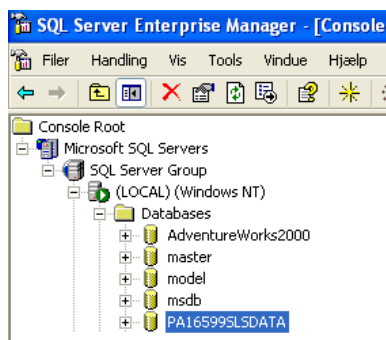 SQL Server Enterprise Manager - [Console
Filer Handling Vis Tools Vindue Hjælp
Console Root
Microsoft SQL Servers
SQL Server Group
(LOCAL) (Windows NT)
Databases
AdventureWorks2000
master
model
msdb
PA16599SLSDATA